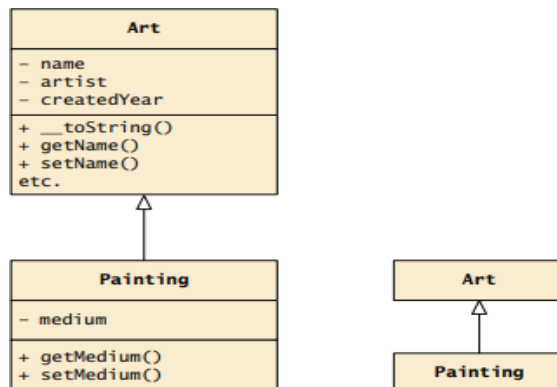 Art
- name
- artist
- createdYear
+ __toString()
+ getName()
+ setName()
etc.
Painting
- medium
+ getMedium()
+ setMedium()
Art
Painting